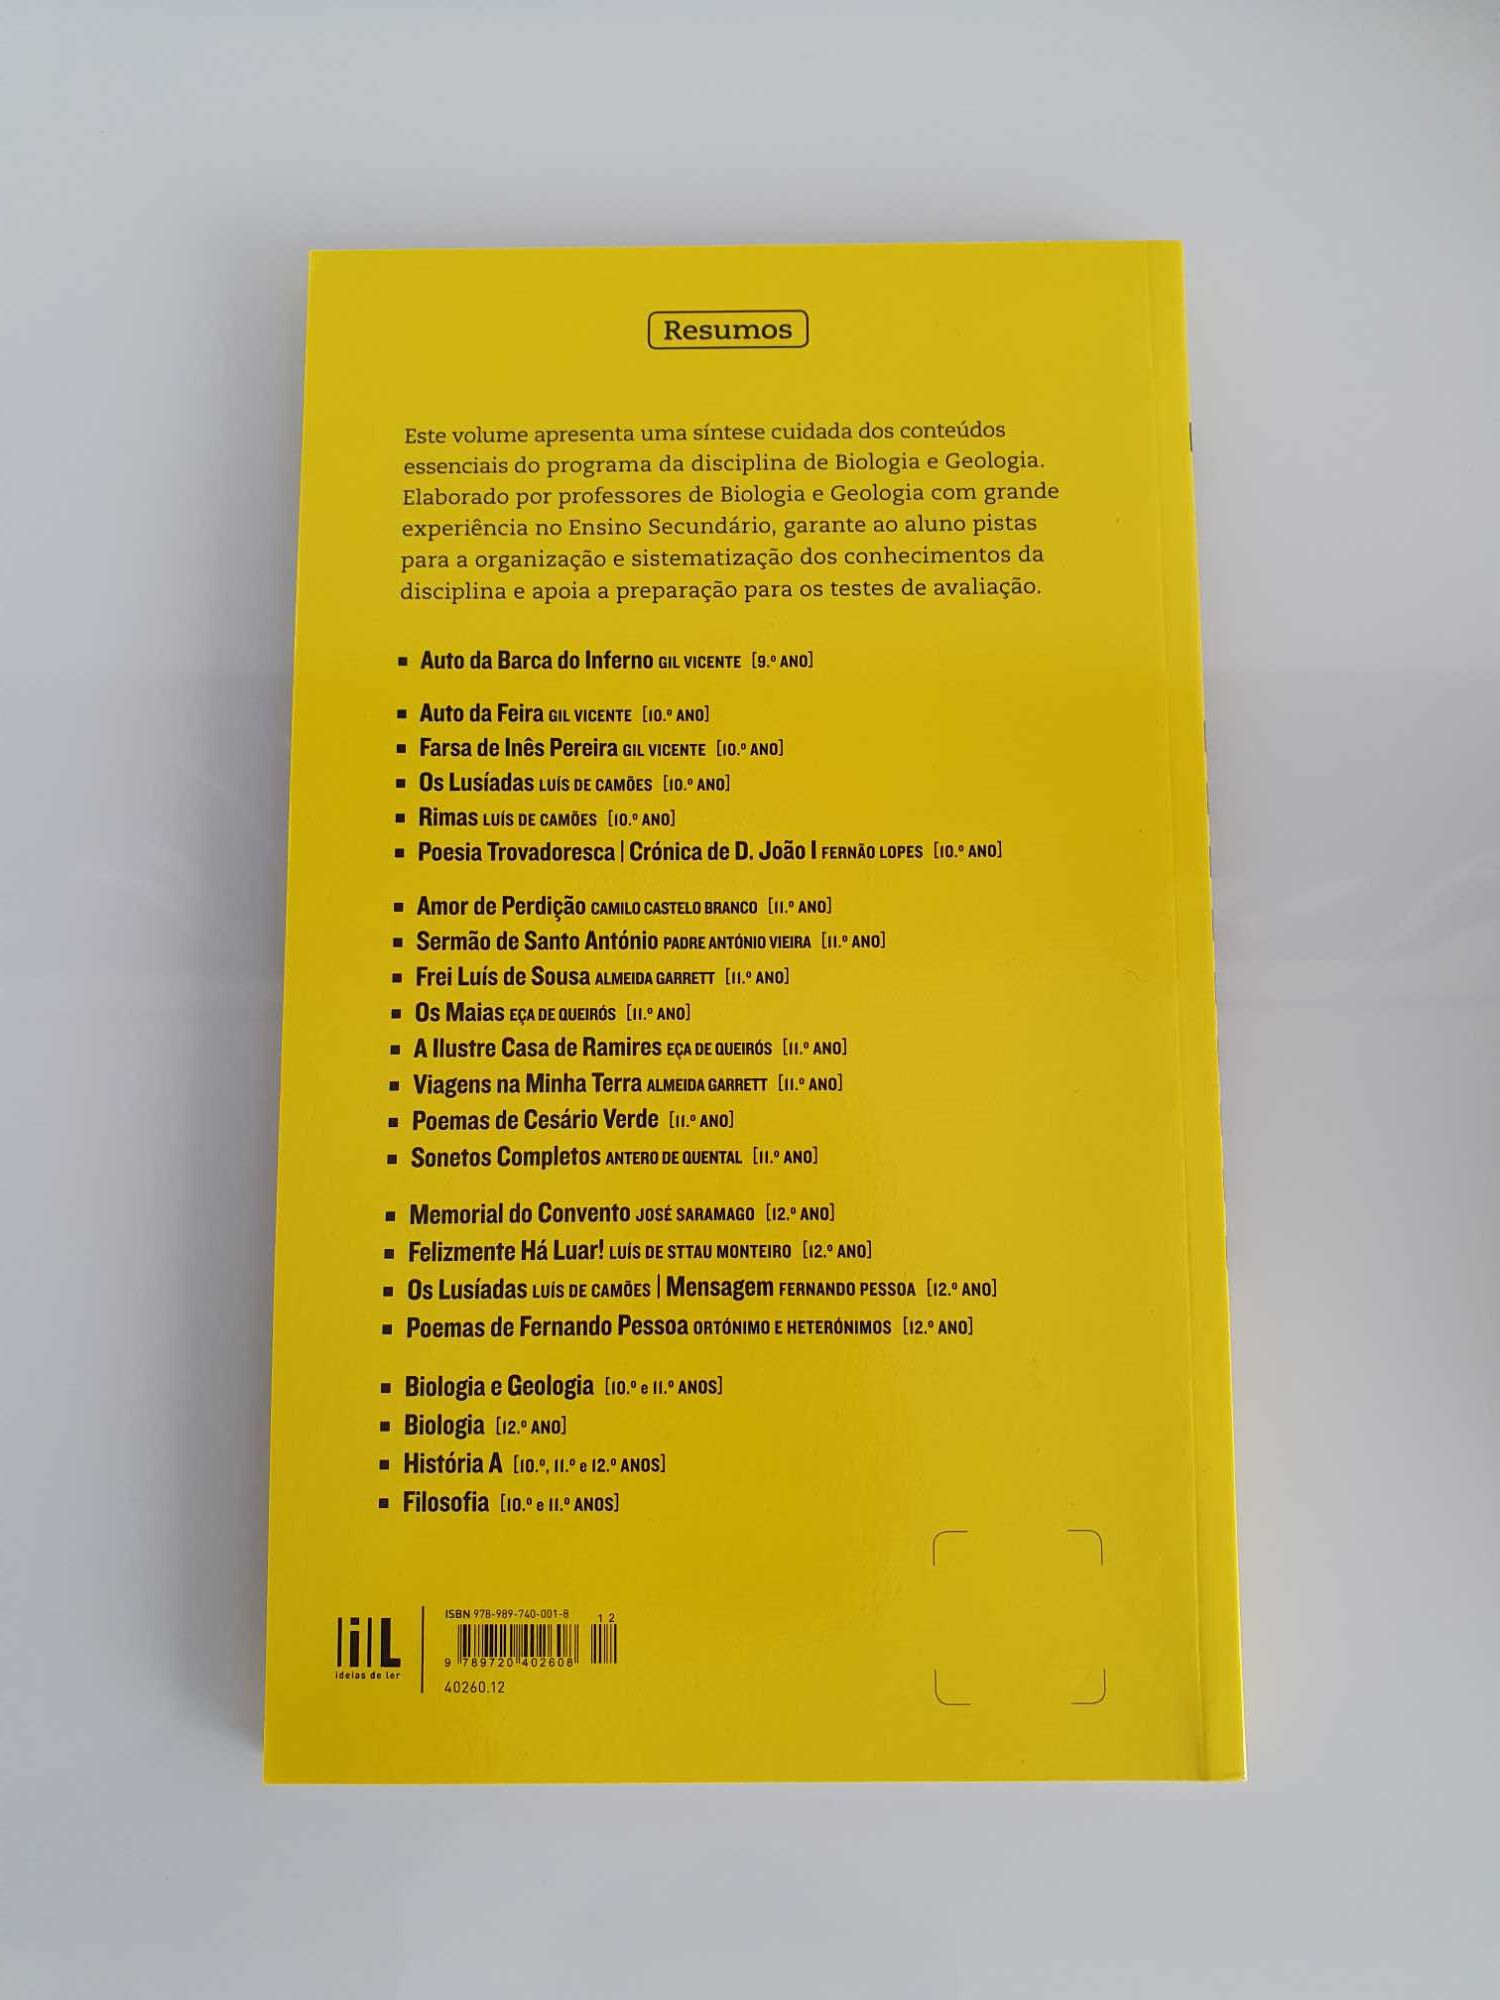 Resumos
Este volume apresenta uma síntese cuidada dos conteúdos
essenciais do programa da disciplina de Biologia e Geologia.
Elaborado por professores de Biologia e Geologia com grande
experiência no Ensino Secundário, garante ao aluno pistas
para a organização e sistematização dos conhecimentos da
disciplina e apoia a preparação para os testes de avaliação.
▪ Auto da Barca do Inferno GIL VICENTE [9.º ANO]
▪ Auto da Feira GIL VICENTE [10.º ANO]
▪ Farsa de Inês Pereira GIL VICENTE [10.º ANO]
▪ Os Lusíadas LUÍS DE CAMÕES [10.º ANO]
▪ Rimas LUÍS DE CAMÕES [10.º ANO]
▪ Poesia Trovadoresca | Crónica de D. João I FERNÃO LOPES [10.º ANO]
▪ Amor de Perdição CAMILO CASTELO BRANCO [11.º ANO]
▪ Sermão de Santo António PADRE ANTÓNIO VIEIRA [11.º ANO]
▪ Frei Luís de Sousa ALMEIDA GARRETT [11.º ANO]
▪ Os Maias EÇA DE QUEIRÓS [11.º ANO]
▪ A Ilustre Casa de Ramires EÇA DE QUEIRÓS [11.º ANO]
▪ Viagens na Minha Terra ALMEIDA GARRETT [11.º ANO]
▪ Poemas de Cesário Verde [11.º ANO]
▪ Sonetos Completos ANTERO DE QUENTAL [11.º ANO]
▪ Memorial do Convento JOSÉ SARAMAGO [12.º ANO]
▪ Felizmente Há Luar! LUÍS DE STTAU MONTEIRO [12.º ANO]
▪ Os Lusíadas LUÍS DE CAMÕES | Mensagem FERNANDO PESSOA [12.º ANO]
▪ Poemas de Fernando Pessoa ORTÓNIMO E HETERÓNIMOS [12.º ANO]
▪ Biologia e Geologia [10.º e 11.º ANOS]
▪ Biologia [12.º ANO]
▪ História A [10.º, 11.º e 12.º ANOS]
▪ Filosofia [10.º e 11.º ANOS]
iL
ideias de ler
ISBN 978-989-740-001-8
12
9 789720 402608
40260.12